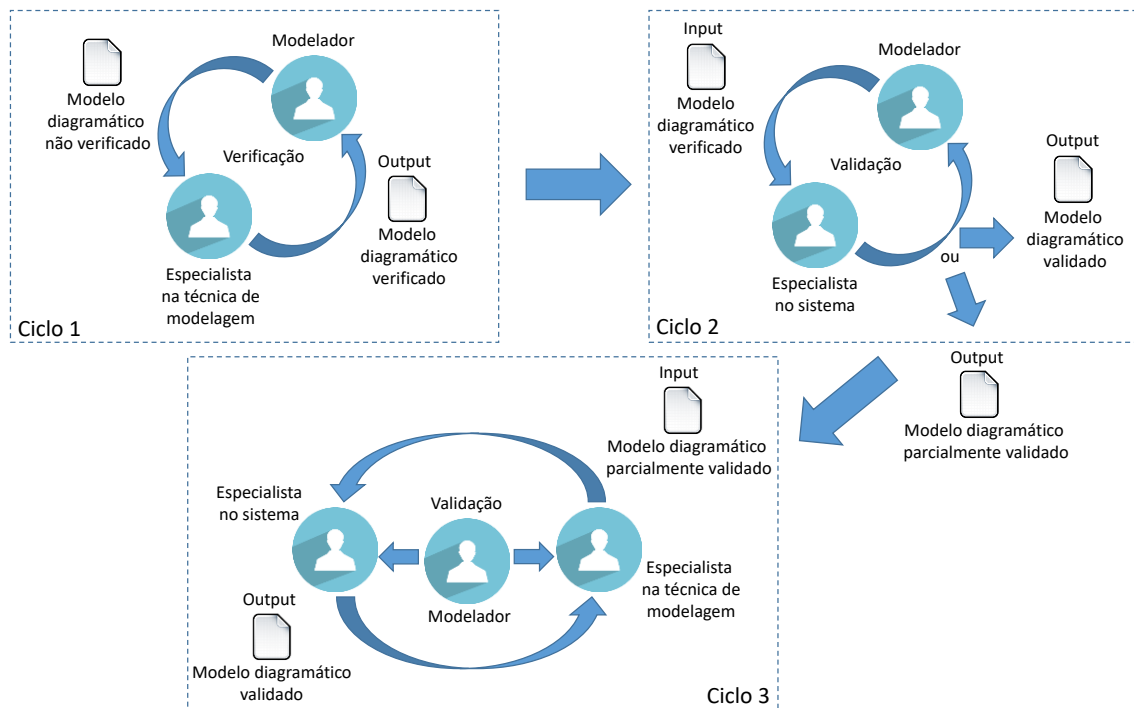 Modelador
Modelo
diagramático
não verificado
Verificação
Output
Modelo
diagramático
verificado
Especialista
na técnica de
modelagem
Ciclo 1
Input
Modelo
diagramático
verificado
Modelador
Validação
Output
Modelo
diagramático
validado
ou
Especialista
no sistema
Ciclo 2
Output
Modelo diagramático
parcialmente validado
Input
Modelo diagramático
parcialmente validado
Especialista
no sistema
Validação
Modelador
Especialista
na técnica de
modelagem
Output
Modelo diagramático
validado
Ciclo 3